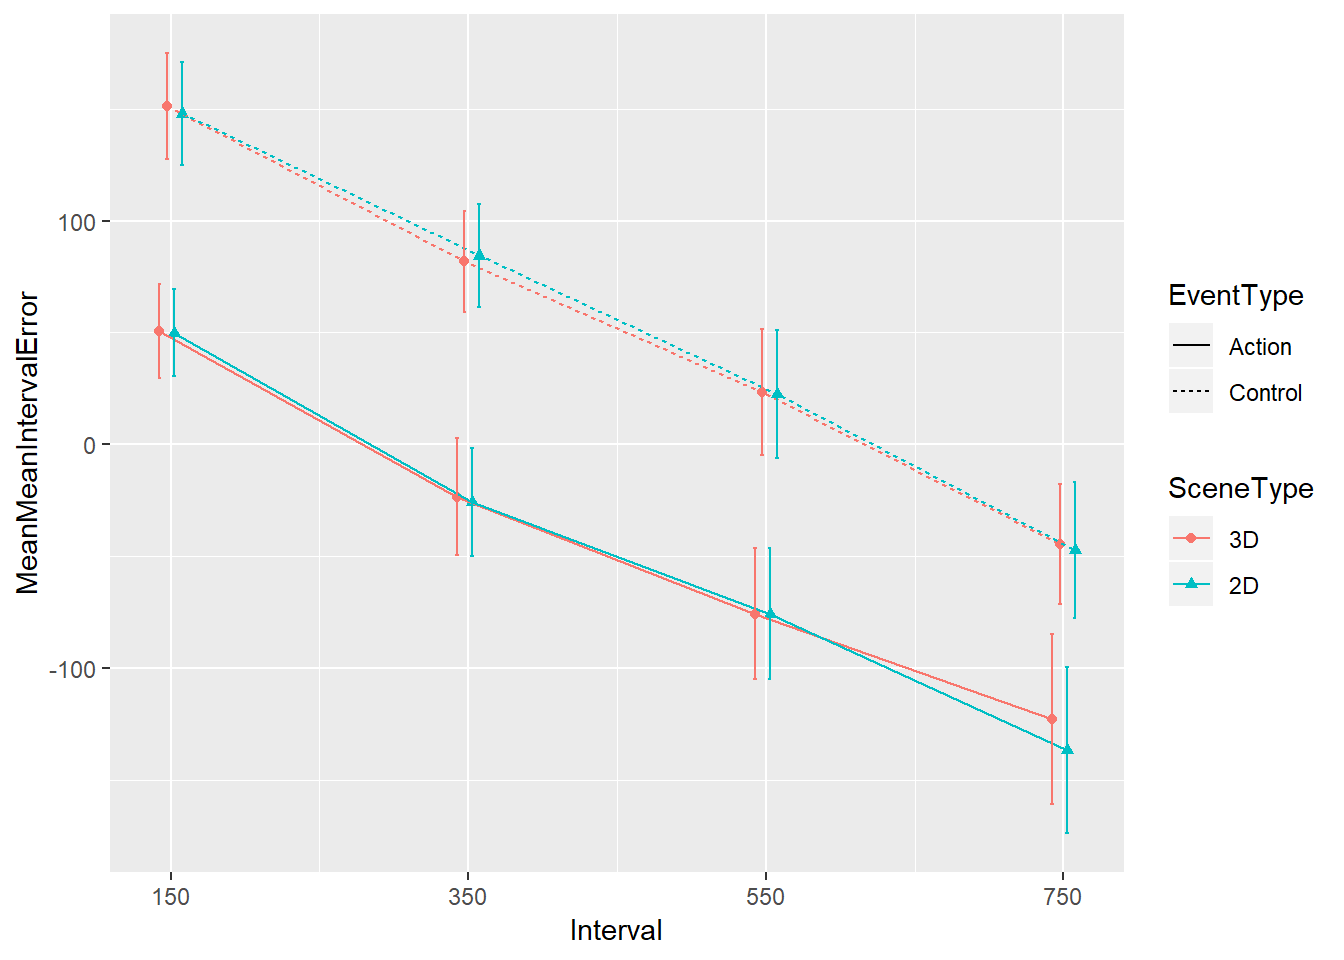 MeanMeanIntervalError
100
0
-100
150 350 550 750
Interval
EventType
Action
Control
SceneType
3D
2D